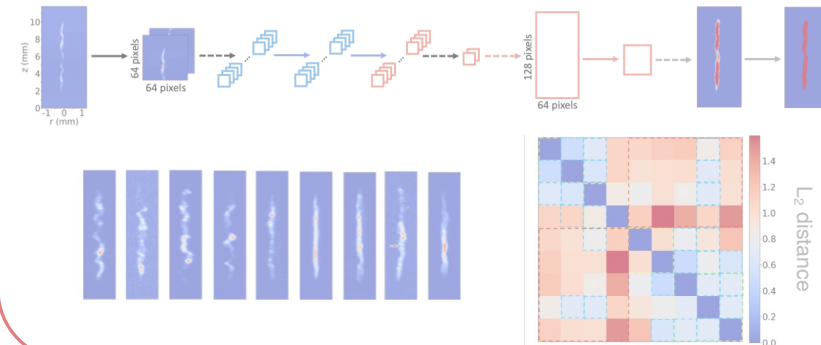 10
8
6
4
2
0
z (mm)
-1 0 1
r (mm)
64 pixels
64 pixels
128 pixels
64 pixels
1.4
1.2
1.0
0.8
0.6
0.4
0.2
0.0
L₂ distance